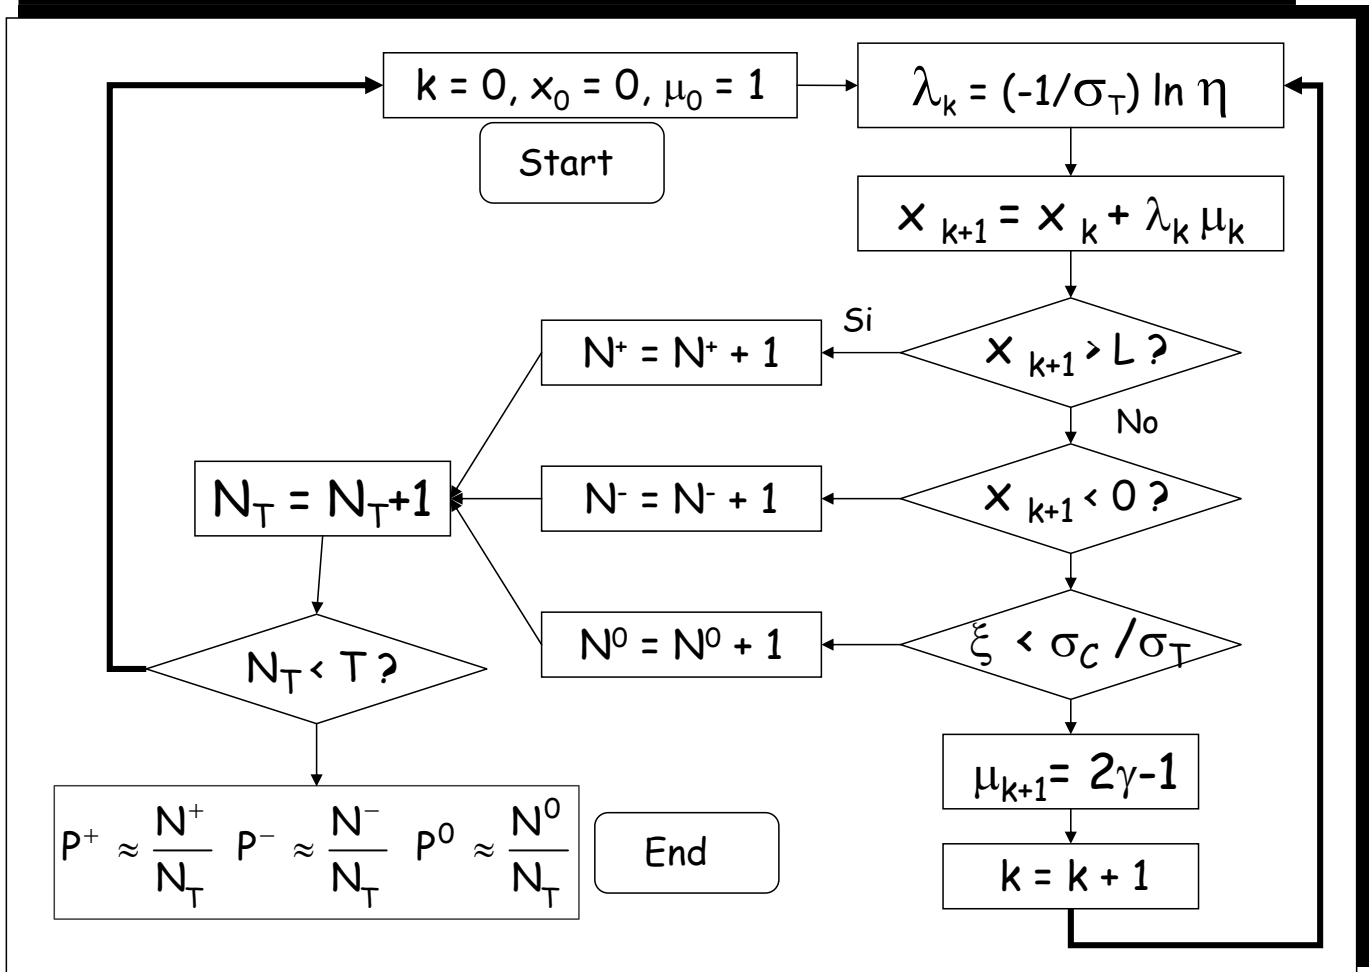 k = 0, x₀ = 0, μ₀ = 1
Start
λₖ = (-1/σ_T) ln η
x ₖ₊₁ = x ₖ + λₖ μₖ
x ₖ₊₁ > L ?
Si
No
N⁺ = N⁺ + 1
x ₖ₊₁ < 0 ?
N⁻ = N⁻ + 1
N_T = N_T+1
ξ < σ_C /σ_T
N⁰ = N⁰ + 1
N_T < T ?
μₖ₊₁ = 2γ-1
k = k + 1
P⁺ ≈ N⁺/N_T P⁻ ≈ N⁻/N_T P⁰ ≈ N⁰/N_T
End